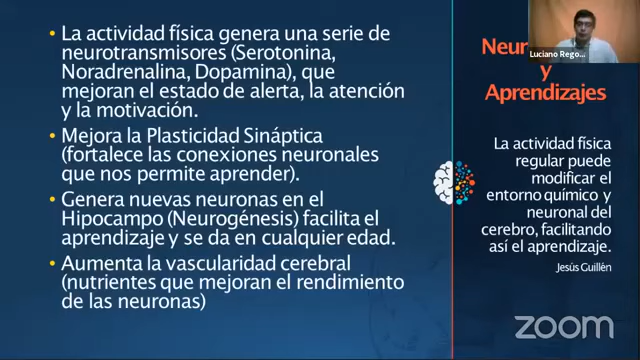 • La actividad física genera una serie de
neurotransmisores (Serotonina,
Noradrenalina, Dopamina), que
mejoran el estado de alerta, la atención
y la motivación.
• Mejora la Plasticidad Sináptica
(fortalece las conexiones neuronales
que nos permite aprender).
• Genera nuevas neuronas en el
Hipocampo (Neurogénesis) facilita el
aprendizaje y se da en cualquier edad.
• Aumenta la vascularidad cerebral
(nutrientes que mejoran el rendimiento
de las neuronas)
Luciano Rego...
y
Aprendizajes
La actividad física
regular puede
modificar el
entorno químico y
neuronal del
cerebro, facilitando
así el aprendizaje.
Jesús Guillén
zoom